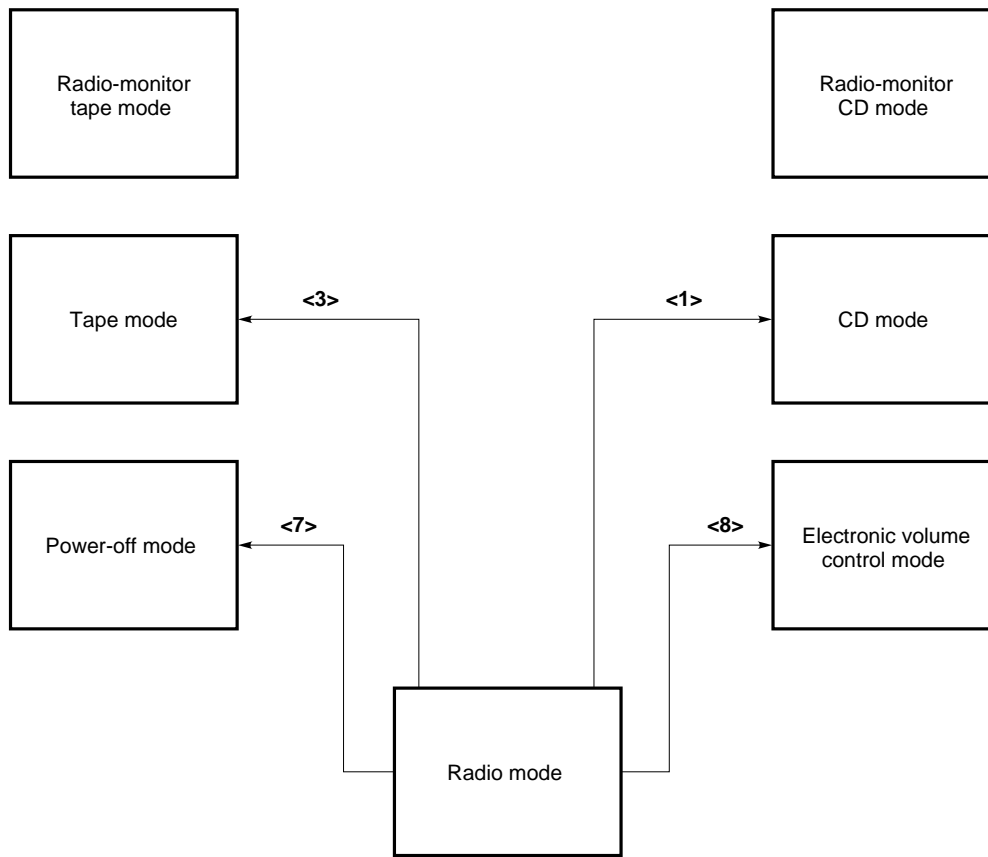 Radio-monitor
tape mode
Radio-monitor
CD mode
<3>
<1>
Tape mode
CD mode
<7>
<8>
Power-off mode
Electronic volume
control mode
Radio mode